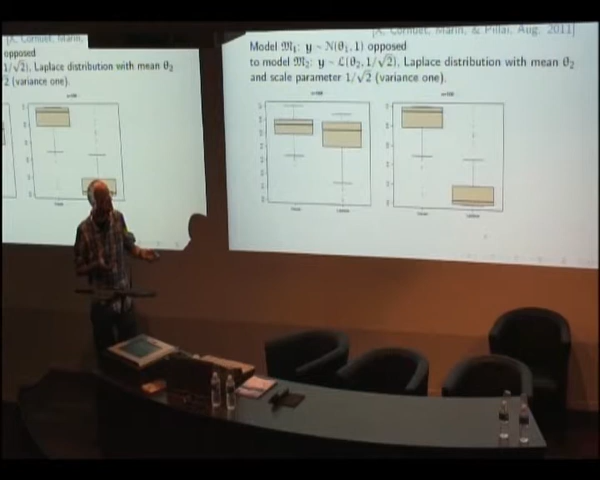 [X, Cornuet, Marin,
opposed
1/√2), Laplace distribution with mean θ₂
2 (variance one).
[X, Cornuet, Marin, & Pillai, Aug. 2011]
Model 𝔐₁: y ~ N(θ₁, 1) opposed
to model 𝔐₂: y ~ L(θ₂, 1/√2), Laplace distribution with mean θ₂
and scale parameter 1/√2 (variance one).